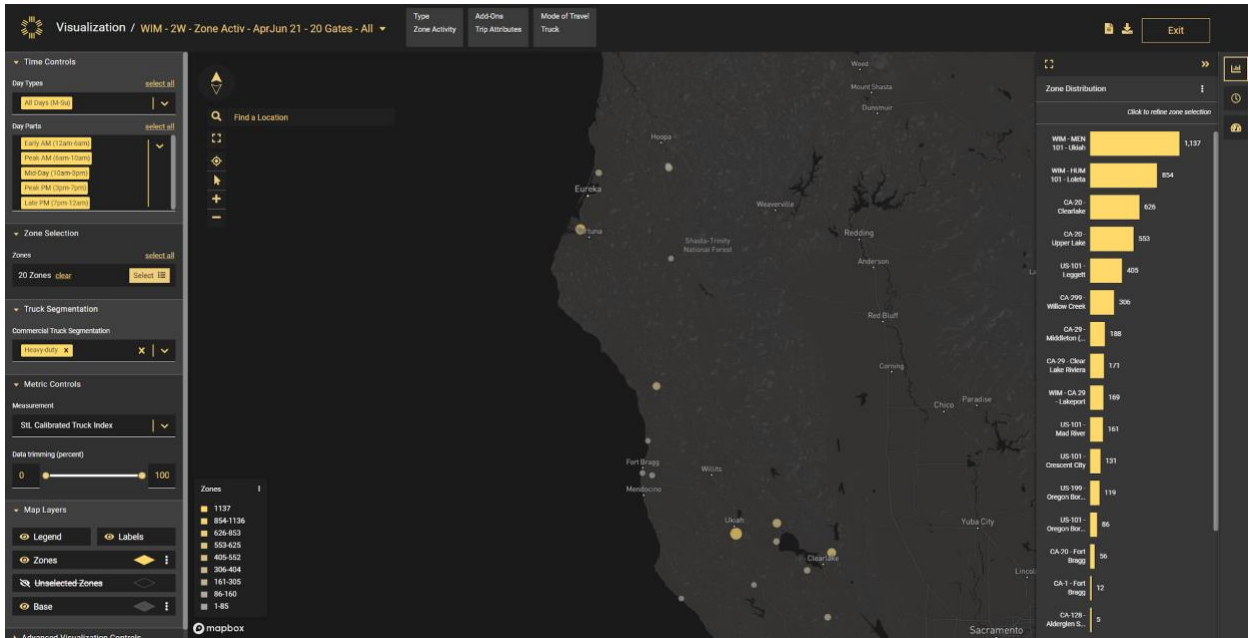 Visualization / WIM - 2W - Zone Activ - AprJun 21 - 20 Gates - All
Type
Zone Activity
Add-Ons
Trip Attributes
Mode of Travel
Truck
Exit
Time Controls
Day Types
select all
All Days (M-Su)
Day Parts
select all
Early AM (12am-6am)
Peak AM (6am-10am)
Mid-Day (10am-3pm)
Peak PM (3pm-7pm)
Late PM (7pm-12am)
Zone Selection
Zones
select all
20 Zones clear
Select
Truck Segmentation
Commercial Truck Segmentation
Heavy-duty x
Metric Controls
Measurement
StL Calibrated Truck Index
Data trimming (percent)
0
100
Map Layers
Legend
Labels
Zones
Unselected Zones
Base
Advanced Visualization Controls
Find a Location
Weed
Mount Shasta
Dunsmuir
Hoopa
Eureka
Weaverville
Redding
Shasta-Trinity
National Forest
Anderson
Red Bluff
Corning
Chico
Paradise
Fort Bragg
Willits
Mendocino
Ukiah
Yuba City
Clearlake
Sacramento
Zones
1137
854-1136
626-853
553-625
405-552
306-404
161-305
86-160
1-85
mapbox
Zone Distribution
Click to refine zone selection
WIM - MEN
101 - Ukiah
1,137
WIM - HUM
101 - Loleta
854
CA-20 -
Clearlake
626
CA-20 -
Upper Lake
553
US-101 -
Leggett
405
CA-299 -
Willow Creek
306
CA-29 -
Middleton (...
188
CA-29 - Clear
Lake Riviera
171
WIM - CA 29
- Lakeport
169
US-101 -
Mad River
161
US-101 -
Crescent City
131
US 199 -
Oregon Bor...
119
US-101 -
Oregon Bor...
86
CA-20 - Fort
Bragg
56
CA-1 - Fort
Bragg
12
CA-128 -
Alderglen S...
5